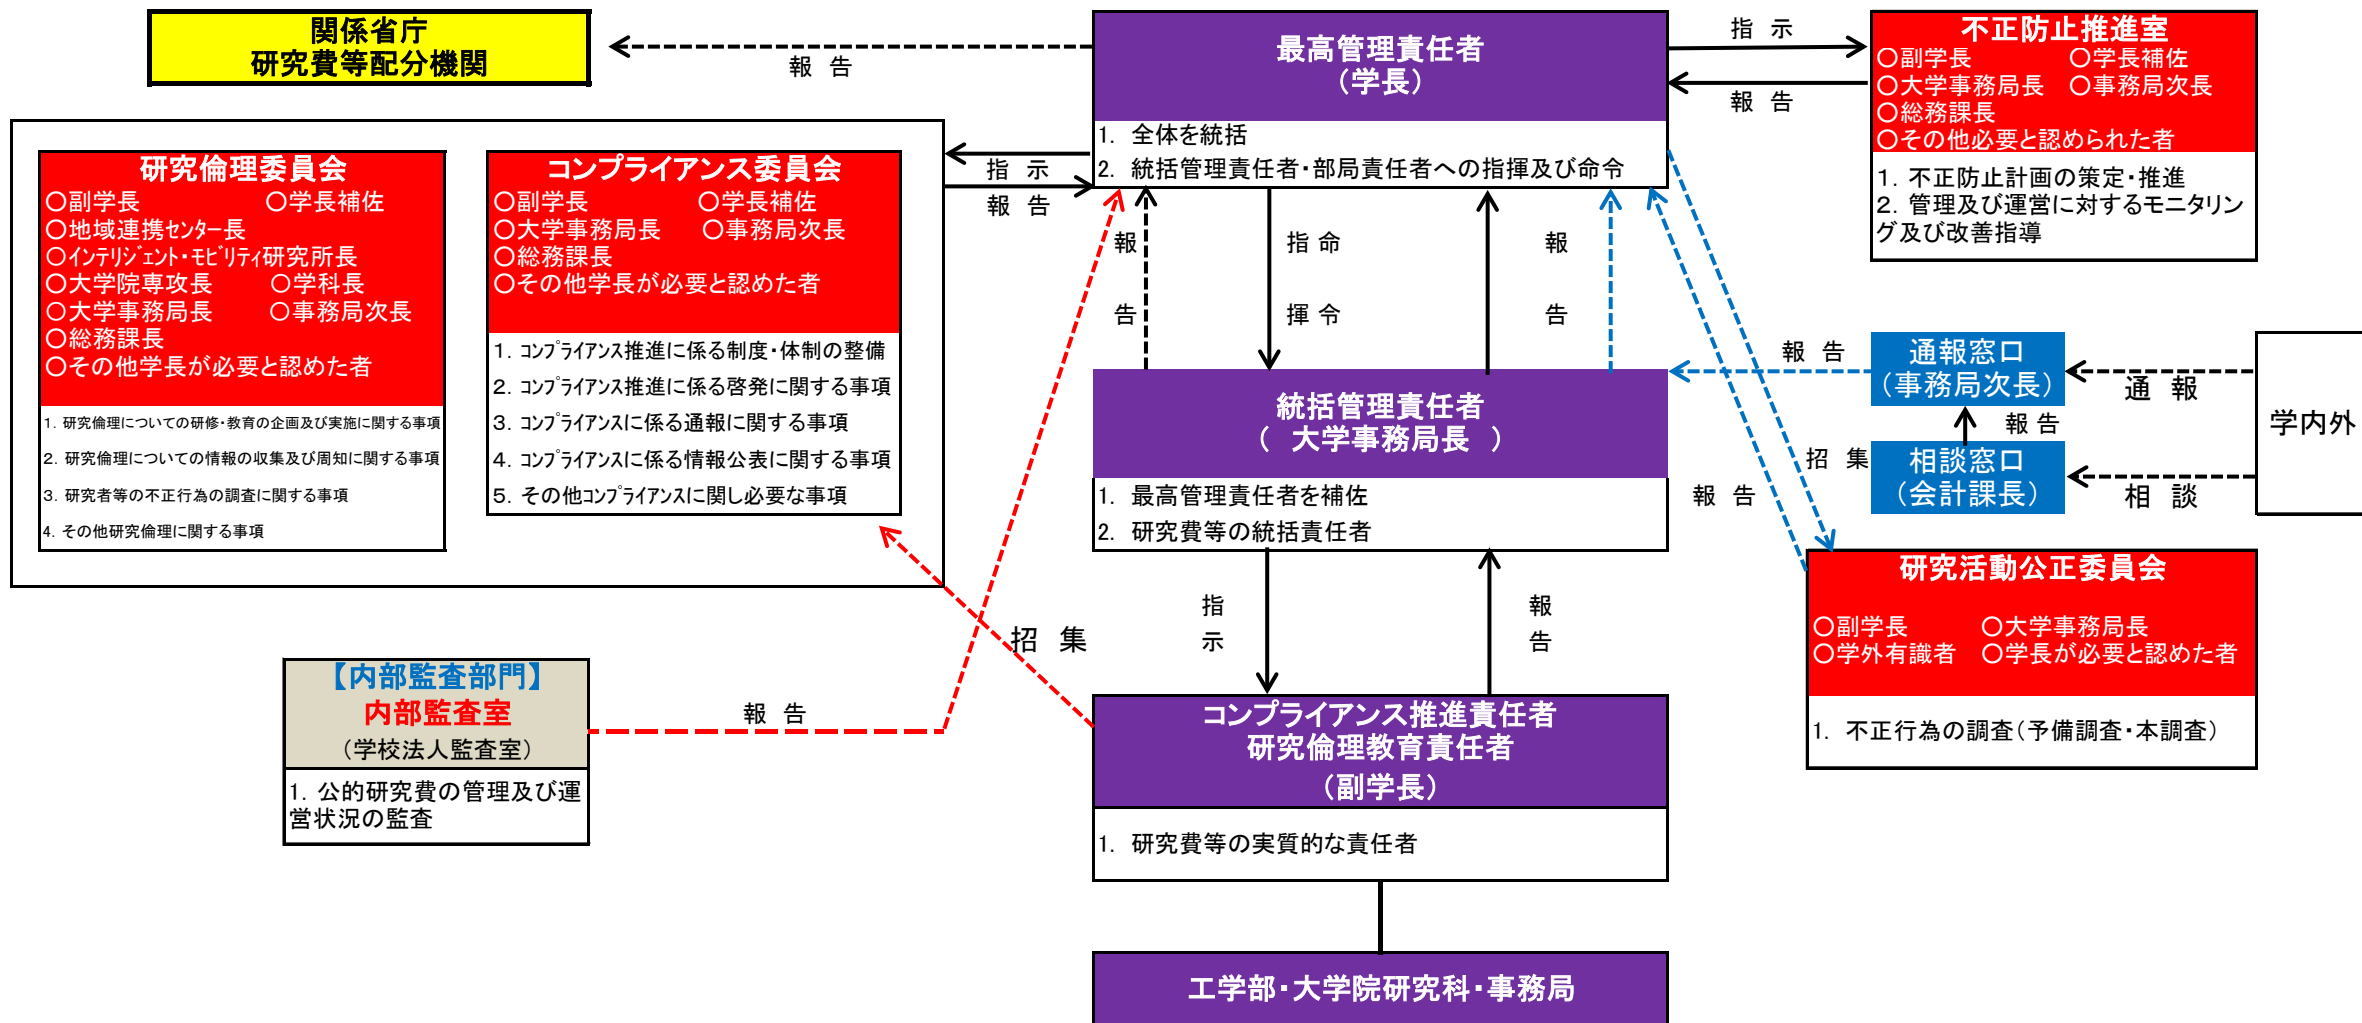 関係省庁
研究費等配分機関
報 告
最高管理責任者
（学長）
1. 全体を統括
2. 統括管理責任者・部局責任者への指揮及び命令
指 示
報 告
不正防止推進室
○副学長 ○学長補佐
○大学事務局長 ○事務局次長
○総務課長
○その他必要と認められた者
1. 不正防止計画の策定・推進
2. 管理及び運営に対するモニタリン
グ及び改善指導
研究倫理委員会
○副学長 ○学長補佐
○地域連携ｾﾝﾀｰ長
○ｲﾝﾃﾘｼﾞｪﾝﾄ・ﾓﾋﾞﾘﾃｨ研究所長
○大学院専攻長 ○学科長
○大学事務局長 ○事務局次長
○総務課長
○その他学長が必要と認めた者
1. 研究倫理についての研修・教育の企画及び実施に関する事項
2. 研究倫理についての情報の収集及び周知に関する事項
3. 研究者等の不正行為の調査に関する事項
4. その他研究倫理に関する事項
コンプライアンス委員会
○副学長 ○学長補佐
○大学事務局長 ○事務局次長
○総務課長
○その他学長が必要と認めた者
1. ｺﾝﾌﾟﾗｲｱﾝｽ推進に係る制度・体制の整備
2. ｺﾝﾌﾟﾗｲｱﾝｽ推進に係る啓発に関する事項
3. ｺﾝﾌﾟﾗｲｱﾝｽに係る通報に関する事項
4. ｺﾝﾌﾟﾗｲｱﾝｽに係る情報公表に関する事項
5. その他ｺﾝﾌﾟﾗｲｱﾝｽに関し必要な事項
指 示
報 告
報告
指揮
命令
報告
統括管理責任者
（ 大学事務局長 ）
1. 最高管理責任者を補佐
2. 研究費等の統括責任者
報 告
通報窓口
（事務局次長）
報 告
相談窓口
（会計課長）
通 報
相 談
学内外
招 集
報 告
研究活動公正委員会
○副学長 ○大学事務局長
○学外有識者 ○学長が必要と認めた者
1. 不正行為の調査（予備調査・本調査）
指示
報告
招 集
【内部監査部門】
内部監査室
（学校法人監査室）
1. 公的研究費の管理及び運
営状況の監査
報 告
コンプライアンス推進責任者
研究倫理教育責任者
（副学長）
1. 研究費等の実質的な責任者
工学部・大学院研究科・事務局